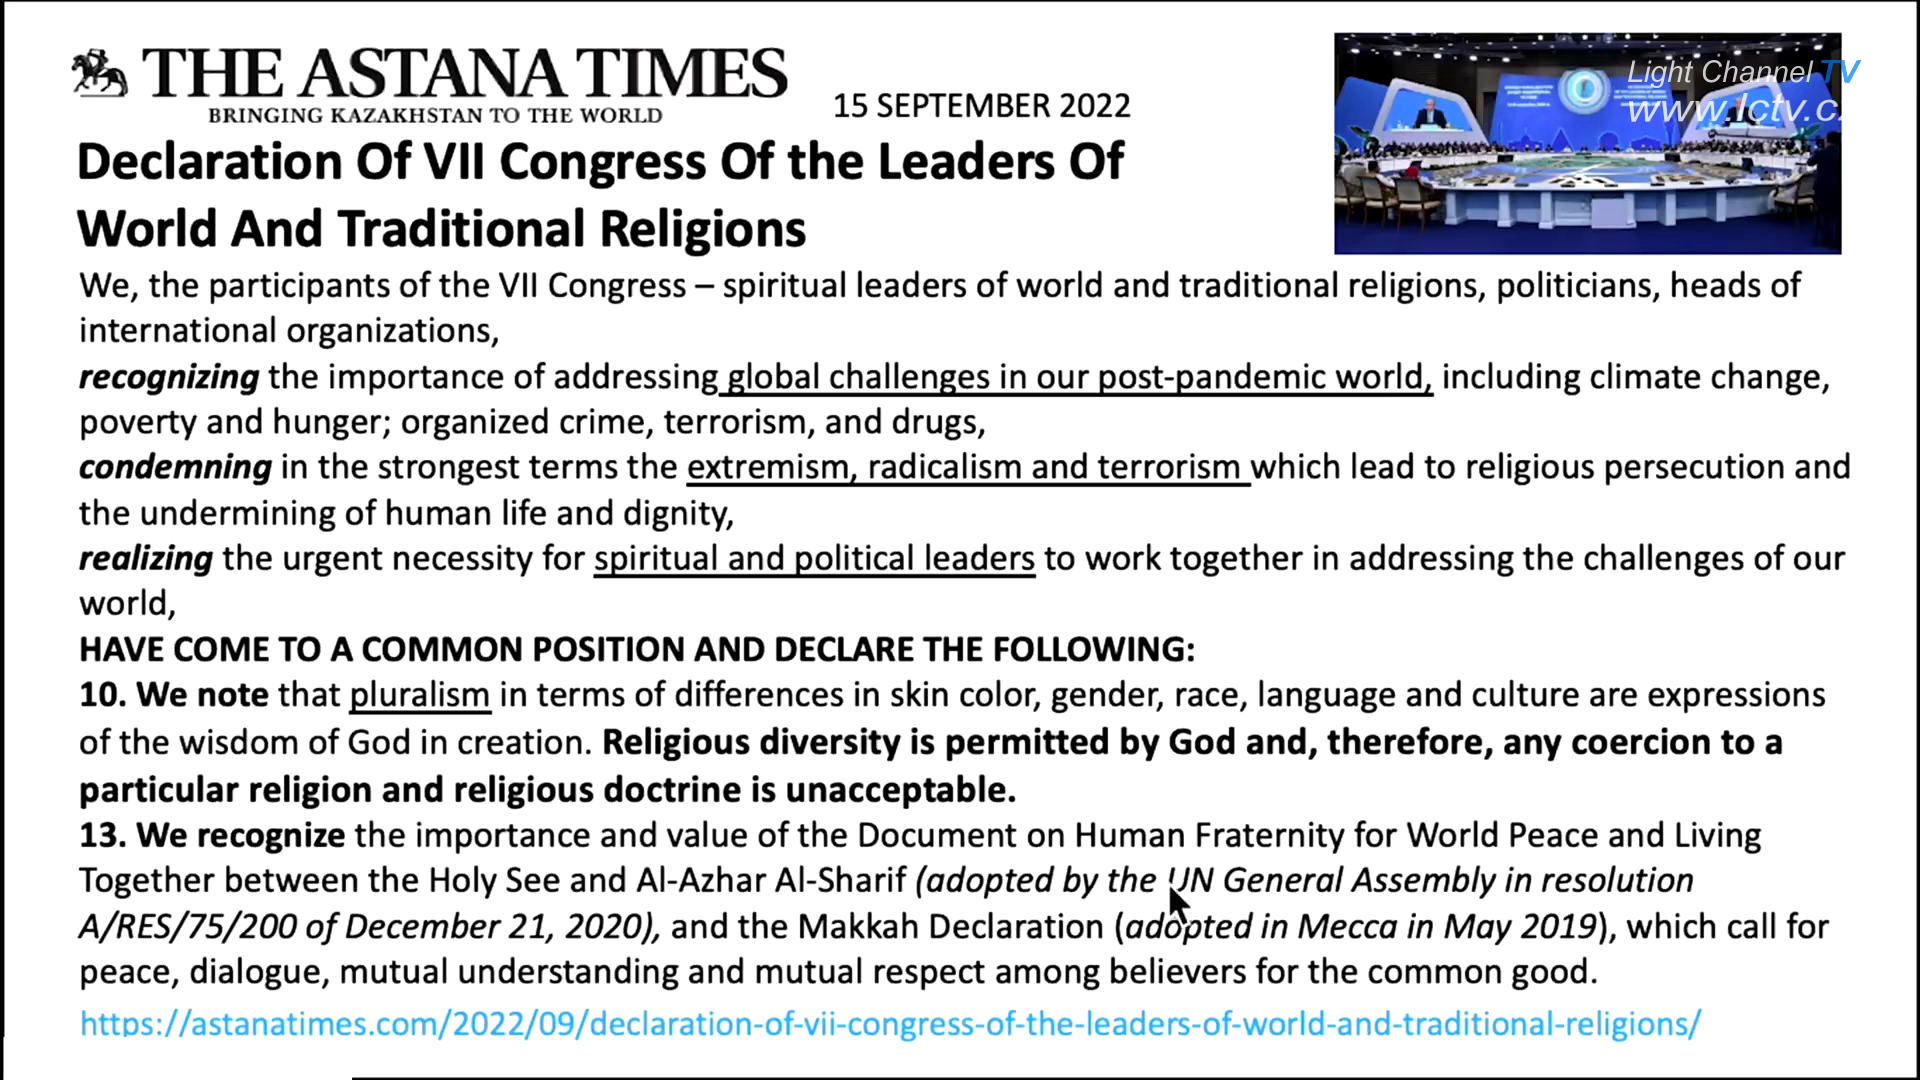 THE ASTANA TIMES
BRINGING KAZAKHSTAN TO THE WORLD
15 SEPTEMBER 2022
Light Channel TV
www.lctv.c
Declaration Of VII Congress Of the Leaders Of
World And Traditional Religions
We, the participants of the VII Congress – spiritual leaders of world and traditional religions, politicians, heads of
international organizations,
recognizing the importance of addressing global challenges in our post-pandemic world, including climate change,
poverty and hunger; organized crime, terrorism, and drugs,
condemning in the strongest terms the extremism, radicalism and terrorism which lead to religious persecution and
the undermining of human life and dignity,
realizing the urgent necessity for spiritual and political leaders to work together in addressing the challenges of our
world,
HAVE COME TO A COMMON POSITION AND DECLARE THE FOLLOWING:
10. We note that pluralism in terms of differences in skin color, gender, race, language and culture are expressions
of the wisdom of God in creation. Religious diversity is permitted by God and, therefore, any coercion to a
particular religion and religious doctrine is unacceptable.
13. We recognize the importance and value of the Document on Human Fraternity for World Peace and Living
Together between the Holy See and Al-Azhar Al-Sharif (adopted by the UN General Assembly in resolution
A/RES/75/200 of December 21, 2020), and the Makkah Declaration (adopted in Mecca in May 2019), which call for
peace, dialogue, mutual understanding and mutual respect among believers for the common good.
https://astanatimes.com/2022/09/declaration-of-vii-congress-of-the-leaders-of-world-and-traditional-religions/